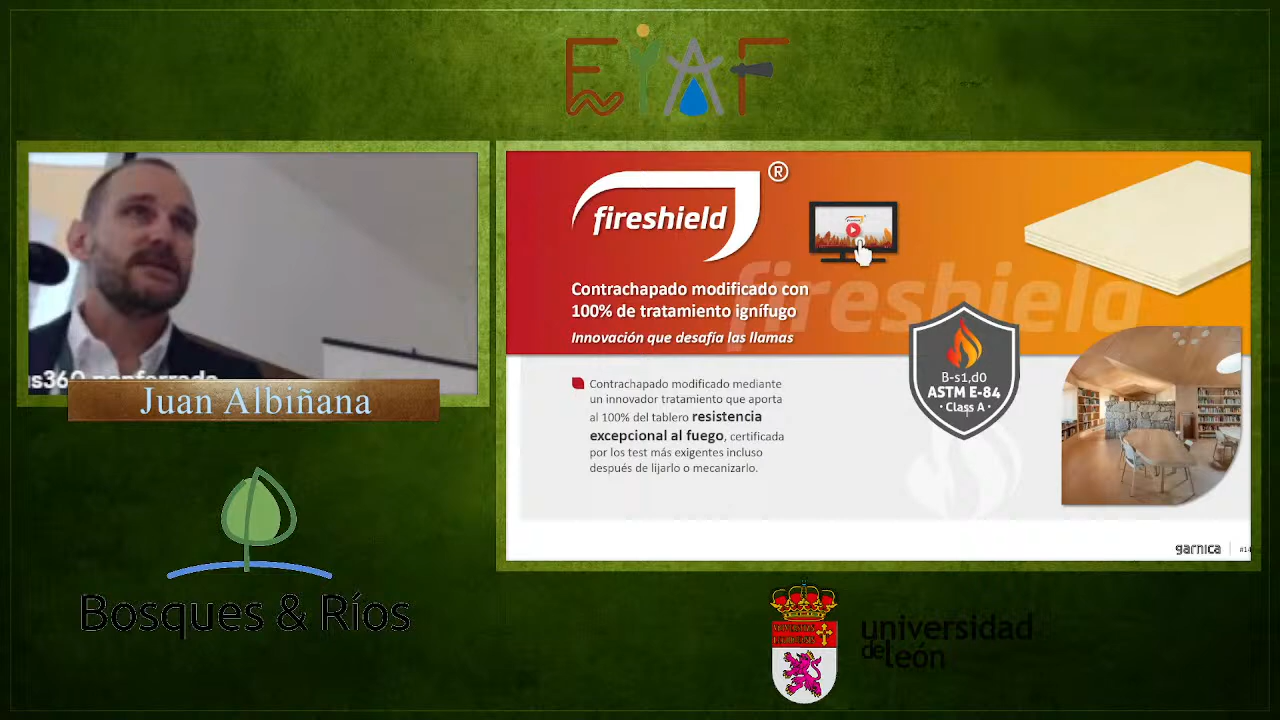 EIAF
Juan Albiñana
Bosques & Ríos
fireshield
®
Contrachapado modificado con
100% de tratamiento ignífugo
Innovación que desafía las llamas
fireshield
Contrachapado modificado mediante
un innovador tratamiento que aporta
al 100% del tablero resistencia
excepcional al fuego, certificada
por los test más exigentes incluso
después de lijarlo o mecanizarlo.
B-s1,d0
ASTM E-84
· Class A ·
garnica
#14
universidad
de león